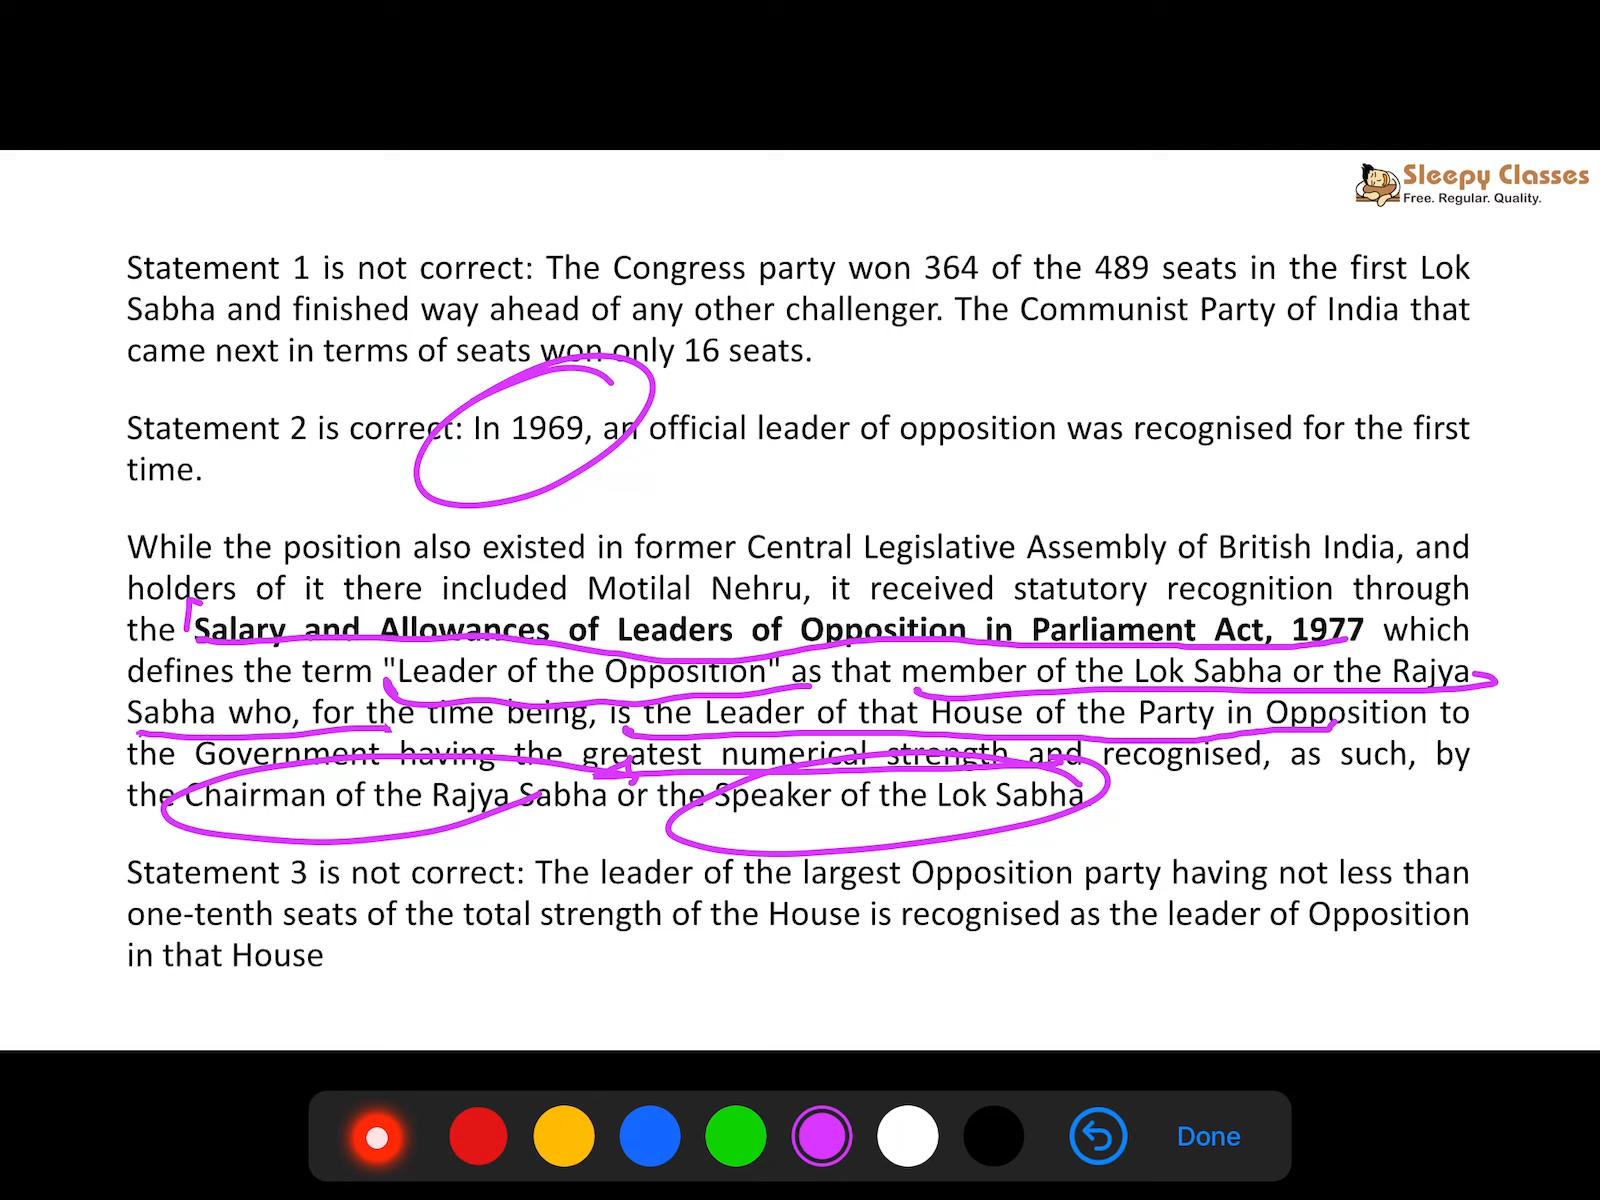 Sleepy Classes
Free. Regular. Quality.
Statement 1 is not correct: The Congress party won 364 of the 489 seats in the first Lok
Sabha and finished way ahead of any other challenger. The Communist Party of India that
came next in terms of seats won only 16 seats.
Statement 2 is correct: In 1969, an official leader of opposition was recognised for the first
time.
While the position also existed in former Central Legislative Assembly of British India, and
holders of it there included Motilal Nehru, it received statutory recognition through
the Salary and Allowances of Leaders of Opposition in Parliament Act, 1977 which
defines the term "Leader of the Opposition" as that member of the Lok Sabha or the Rajya
Sabha who, for the time being, is the Leader of that House of the Party in Opposition to
the Government having the greatest numerical strength and recognised, as such, by
the Chairman of the Rajya Sabha or the Speaker of the Lok Sabha.
Statement 3 is not correct: The leader of the largest Opposition party having not less than
one-tenth seats of the total strength of the House is recognised as the leader of Opposition
in that House
Done